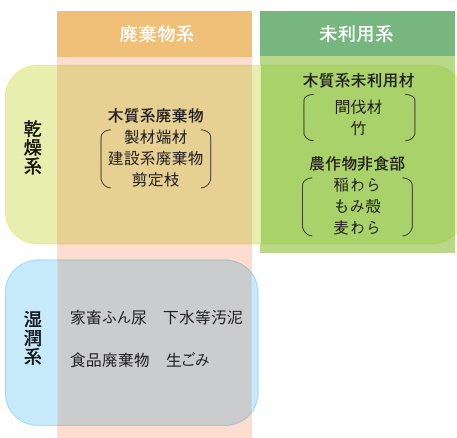 廃棄物系
未利用系
乾燥系
木質系廃棄物
製材端材
建設系廃棄物
剪定枝
木質系未利用材
間伐材
竹
農作物非食部
稲わら
もみ殻
麦わら
湿潤系
家畜ふん尿 下水等汚泥
食品廃棄物 生ごみ